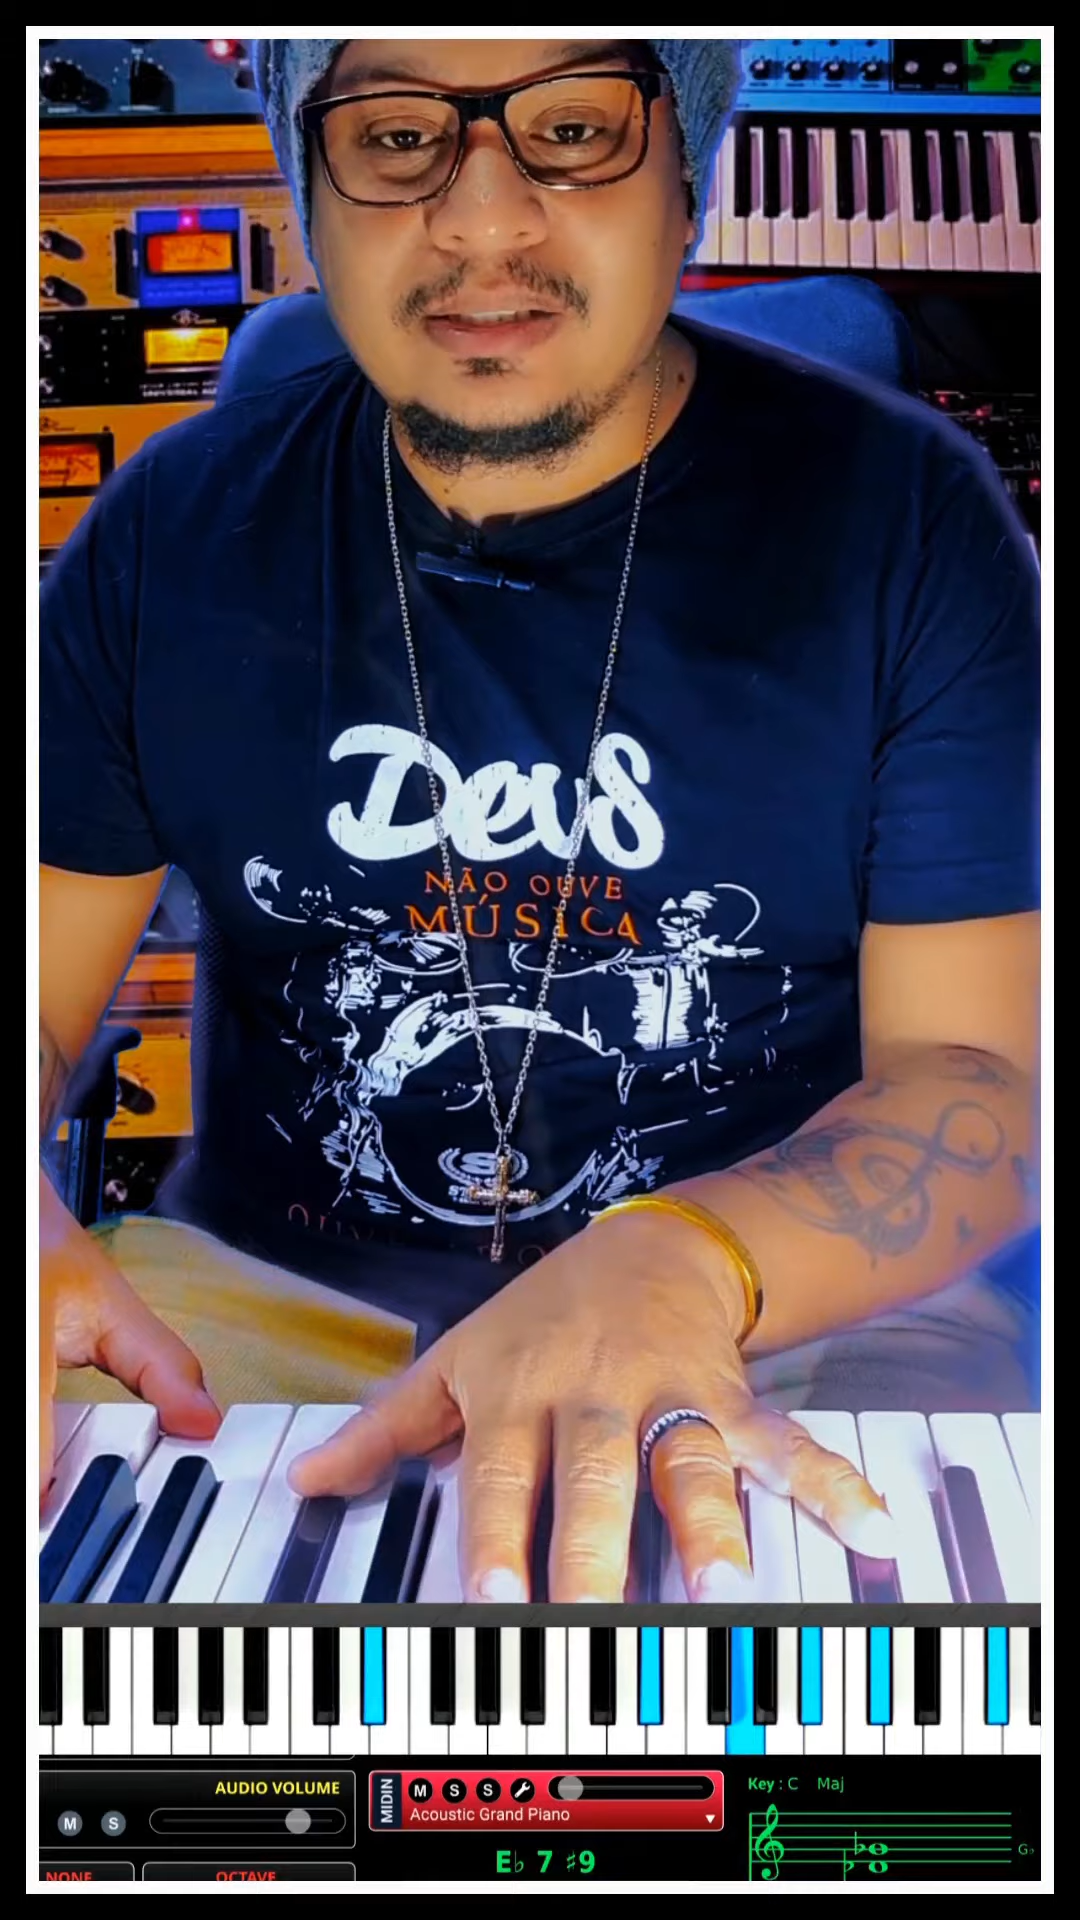 Deus
NÃO OUVE
MÚSICA
AUDIO VOLUME
M
S
MIDIN
M S S
Acoustic Grand Piano
Key : C Maj
E♭ 7 ♯9
G♭
NONE
OCTAVE